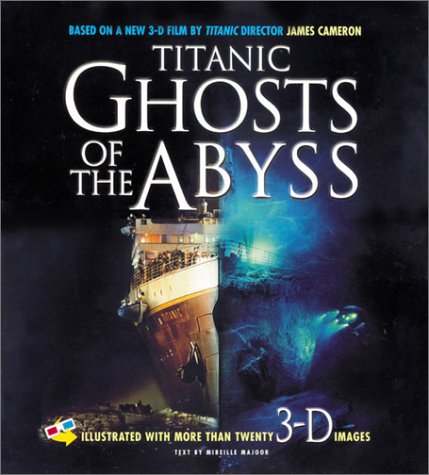 BASED ON A NEW 3-D FILM BY TITANIC DIRECTOR JAMES CAMERON
TITANIC
GHOSTS
OF THE ABYSS
TITANIC
ILLUSTRATED WITH MORE THAN TWENTY 3-D IMAGES
TEXT BY MIREILLE MAJOOR